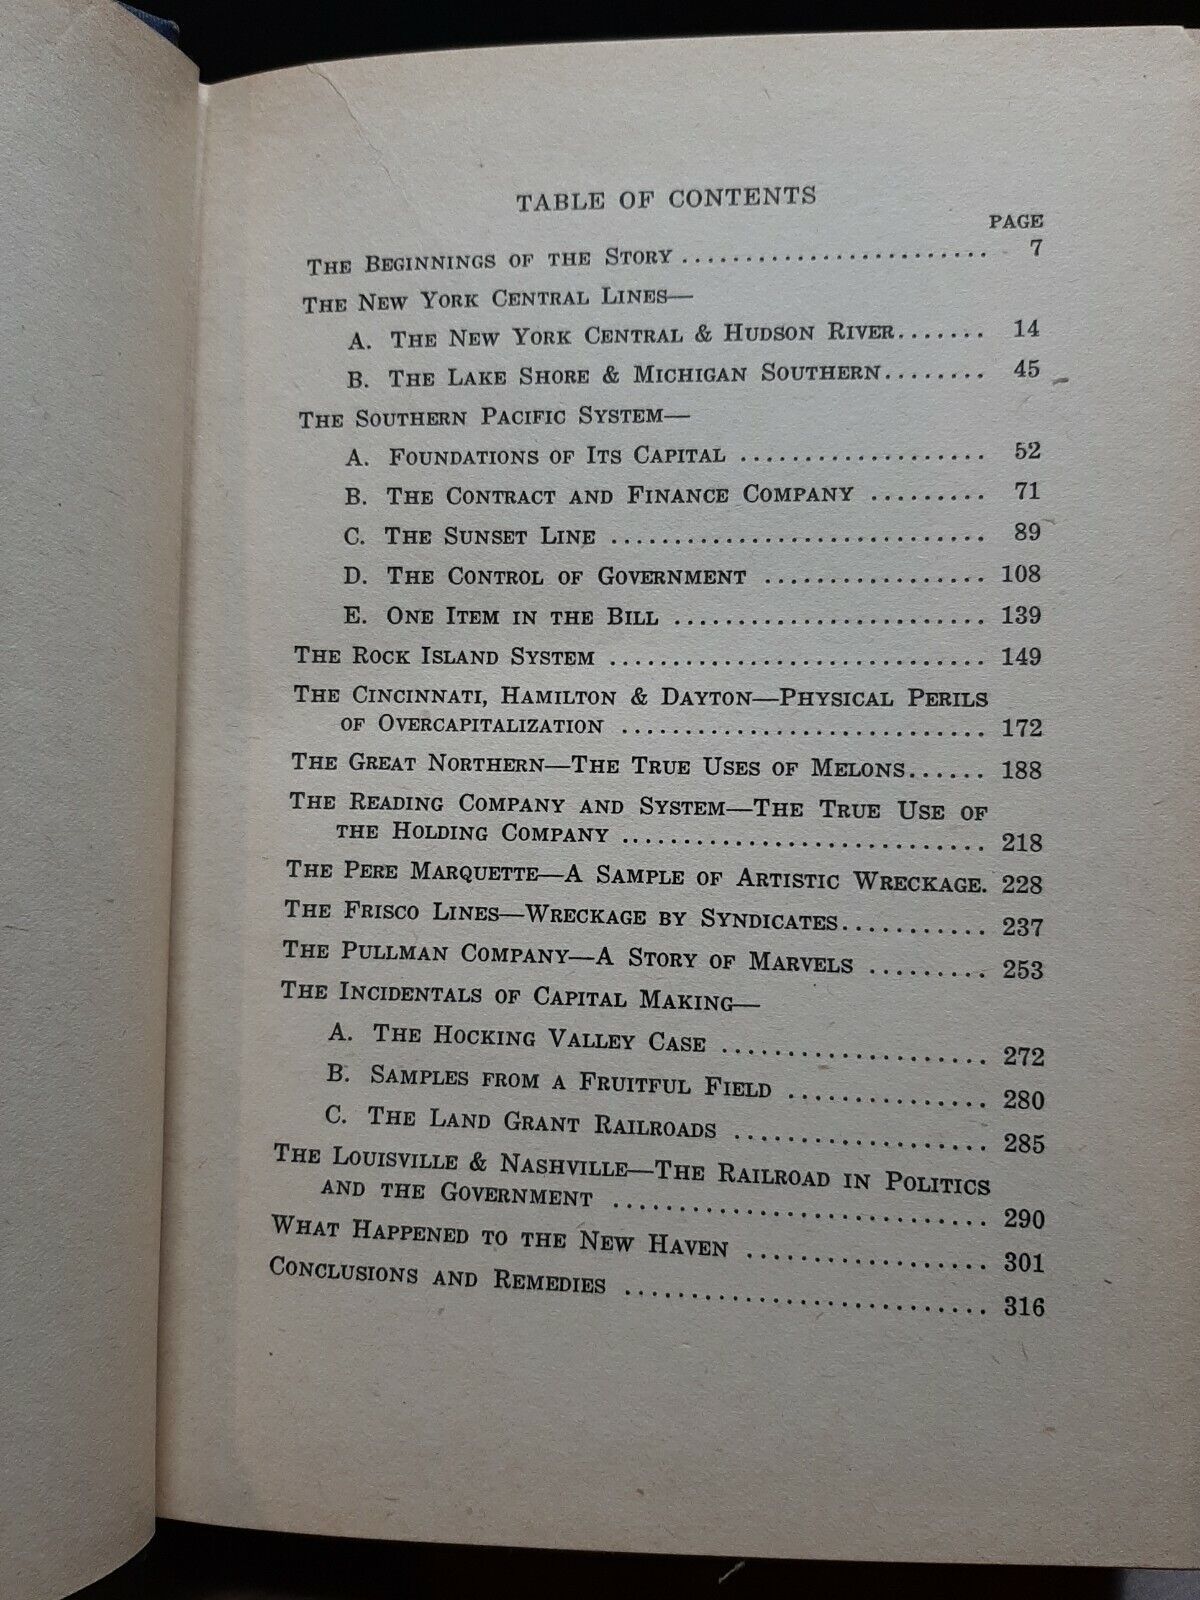 TABLE OF CONTENTS
PAGE
THE BEGINNINGS OF THE STORY ........................ 7
THE NEW YORK CENTRAL LINES—
A. THE NEW YORK CENTRAL & HUDSON RIVER....... 14
B. THE LAKE SHORE & MICHIGAN SOUTHERN........ 45
THE SOUTHERN PACIFIC SYSTEM—
A. FOUNDATIONS OF ITS CAPITAL ................... 52
B. THE CONTRACT AND FINANCE COMPANY ......... 71
C. THE SUNSET LINE .............................. 89
D. THE CONTROL OF GOVERNMENT ................. 108
E. ONE ITEM IN THE BILL ......................... 139
THE ROCK ISLAND SYSTEM .............................. 149
THE CINCINNATI, HAMILTON & DAYTON—PHYSICAL PERILS
OF OVERCAPITALIZATION ............................. 172
THE GREAT NORTHERN—THE TRUE USES OF MELONS...... 188
THE READING COMPANY AND SYSTEM—THE TRUE USE OF
THE HOLDING COMPANY ............................. 218
THE PERE MARQUETTE—A SAMPLE OF ARTISTIC WRECKAGE. 228
THE FRISCO LINES—WRECKAGE BY SYNDICATES........... 237
THE PULLMAN COMPANY—A STORY OF MARVELS ......... 253
THE INCIDENTALS OF CAPITAL MAKING—
A. THE HOCKING VALLEY CASE ..................... 272
B. SAMPLES FROM A FRUITFUL FIELD ............... 280
C. THE LAND GRANT RAILROADS .................... 285
THE LOUISVILLE & NASHVILLE—THE RAILROAD IN POLITICS
AND THE GOVERNMENT ............................. 290
WHAT HAPPENED TO THE NEW HAVEN ................... 301
CONCLUSIONS AND REMEDIES ............................ 316